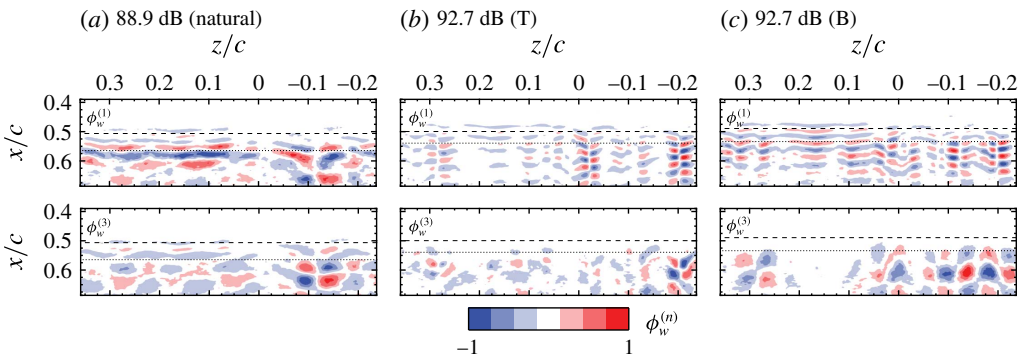 (a) 88.9 dB (natural)
(b) 92.7 dB (T)
(c) 92.7 dB (B)
z/c
z/c
z/c
0.3 0.2 0.1 0 −0.1 −0.2
0.3 0.2 0.1 0 −0.1 −0.2
0.3 0.2 0.1 0 −0.1 −0.2
x/c
0.4
0.5
0.6
ϕ_w^(1)
ϕ_w^(1)
ϕ_w^(1)
x/c
0.4
0.5
0.6
ϕ_w^(3)
ϕ_w^(3)
ϕ_w^(3)
−1 1
ϕ_w^(n)